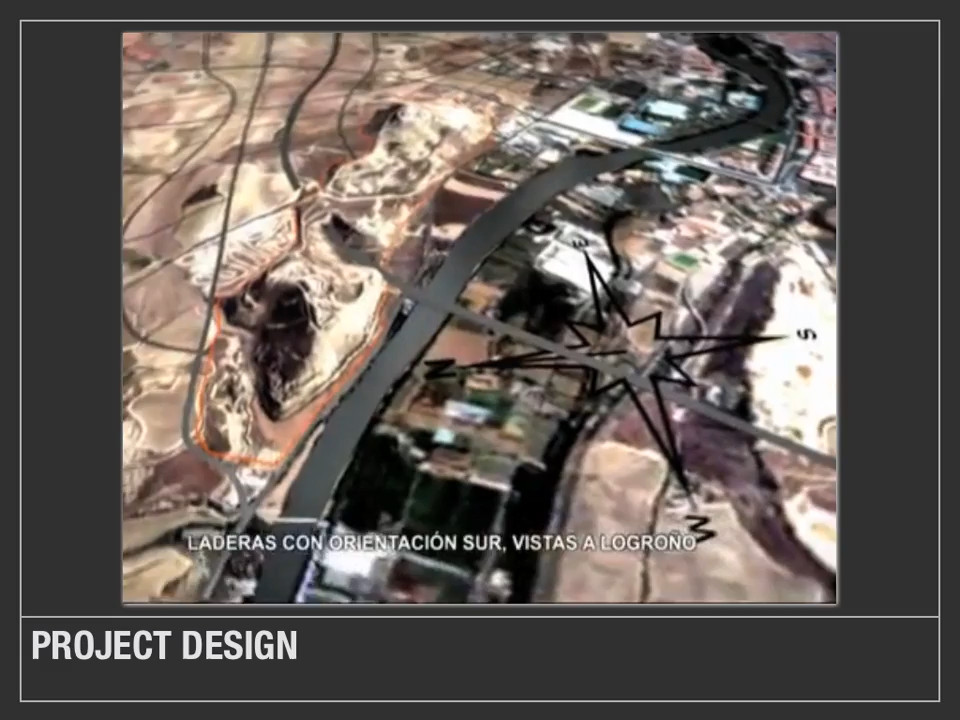 E
S
N
W
LADERAS CON ORIENTACIÓN SUR, VISTAS A LOGROÑO
PROJECT DESIGN